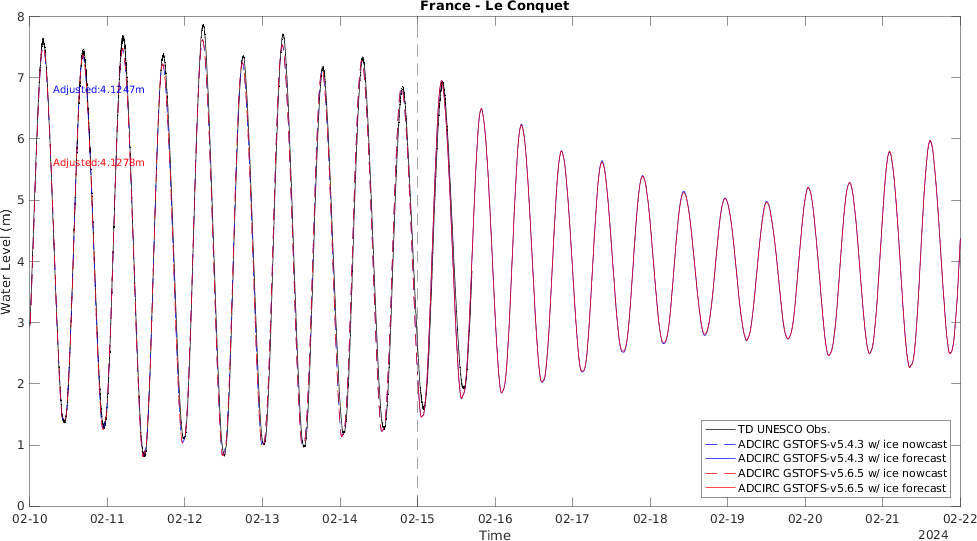 France - Le Conquet
Water Level (m)
8
7
6
5
4
3
2
1
0
Adjusted:4.1247m
Adjusted:4.1278m
TD UNESCO Obs.
ADCIRC GSTOFS-v5.4.3 w/ ice nowcast
ADCIRC GSTOFS-v5.4.3 w/ ice forecast
ADCIRC GSTOFS-v5.6.5 w/ ice nowcast
ADCIRC GSTOFS-v5.6.5 w/ ice forecast
02-10 02-11 02-12 02-13 02-14 02-15 02-16 02-17 02-18 02-19 02-20 02-21 02-22
Time
2024